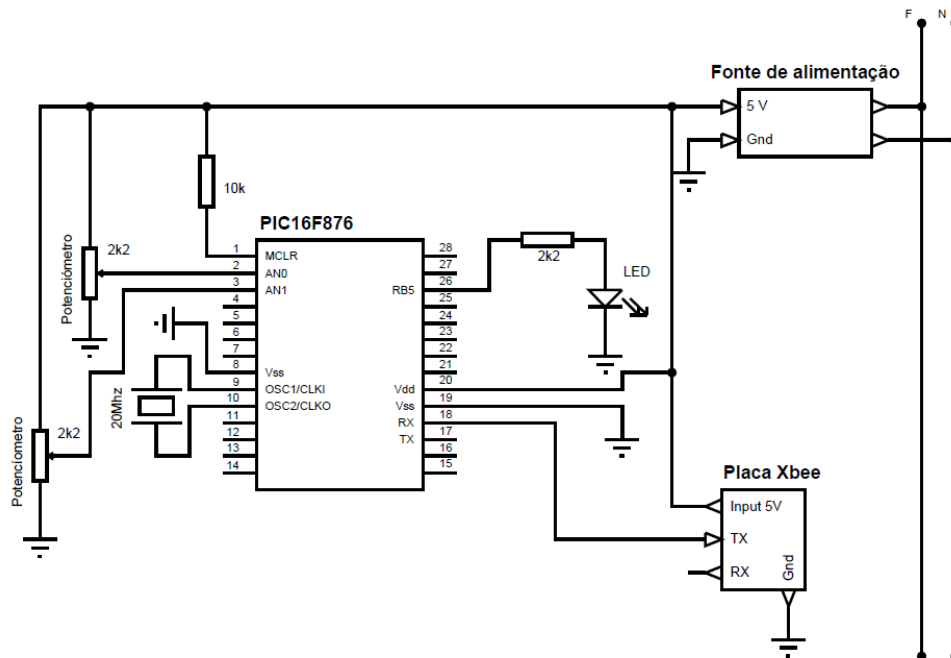 F N
Fonte de alimentação
5 V
Gnd
10k
PIC16F876
Potenciómetro
2k2
1 MCLR
2 AN0
3 AN1
4
5
6
7
8 Vss
9 OSC1/CLKI
10 OSC2/CLKO
11
12
13
14
28
27
26 RB5
25
24
23
22
21
20 Vdd
19 Vss
18 RX
17 TX
16
15
2k2
LED
20Mhz
Potenciometro
2k2
Placa Xbee
Input 5V
TX
RX
Gnd